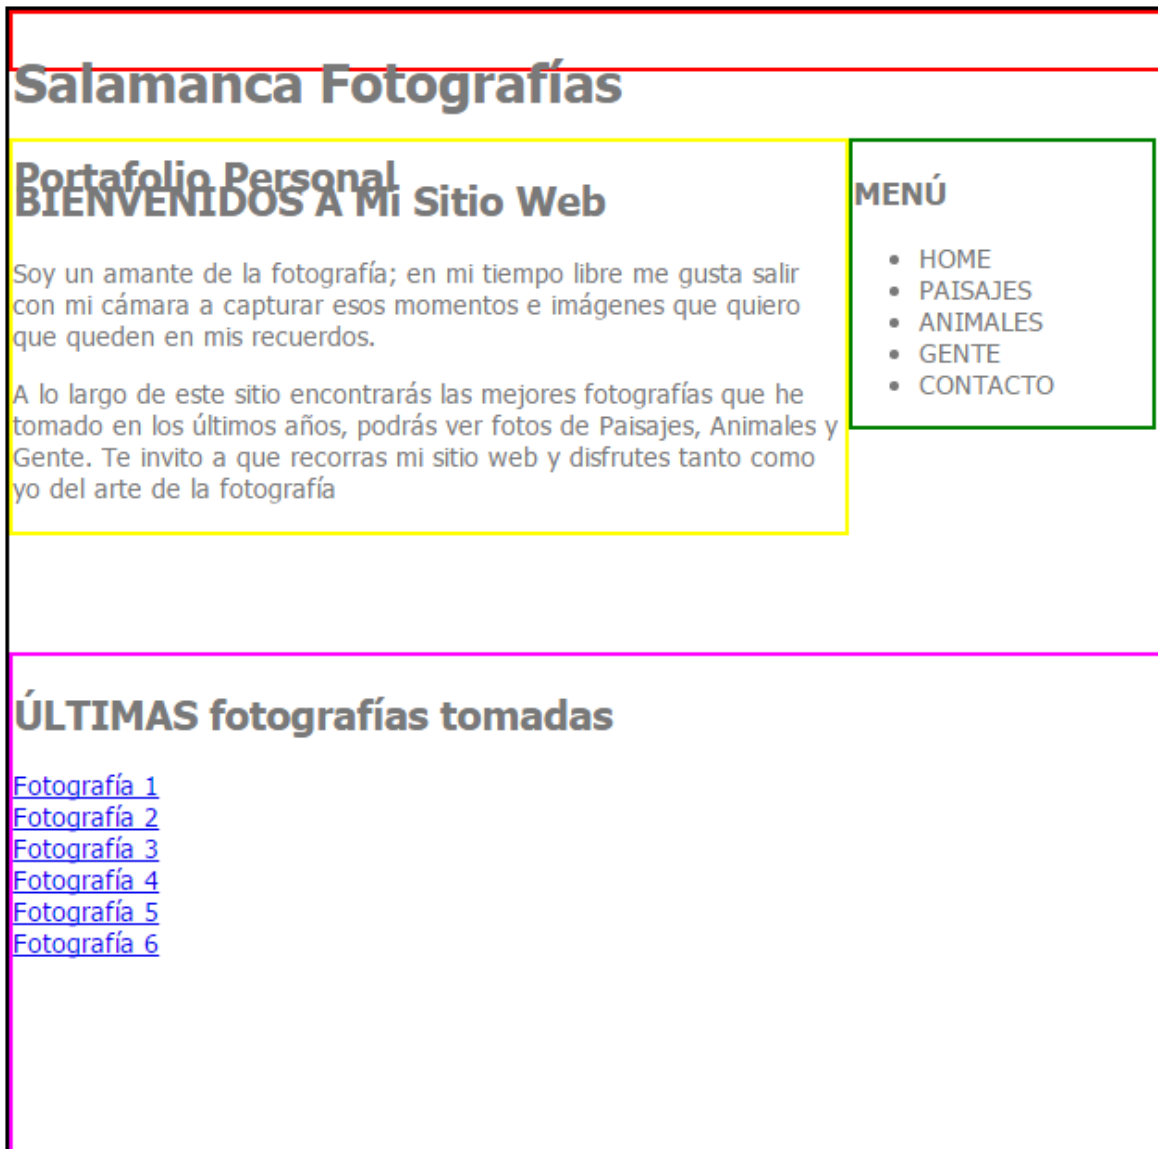 Salamanca Fotografías
Portafolio Personal
BIENVENIDOS A Mi Sitio Web
Soy un amante de la fotografía; en mi tiempo libre me gusta salir
con mi cámara a capturar esos momentos e imágenes que quiero
que queden en mis recuerdos.
A lo largo de este sitio encontrarás las mejores fotografías que he
tomado en los últimos años, podrás ver fotos de Paisajes, Animales y
Gente. Te invito a que recorras mi sitio web y disfrutes tanto como
yo del arte de la fotografía
MENÚ
HOME
PAISAJES
ANIMALES
GENTE
CONTACTO
ÚLTIMAS fotografías tomadas
Fotografía 1
Fotografía 2
Fotografía 3
Fotografía 4
Fotografía 5
Fotografía 6